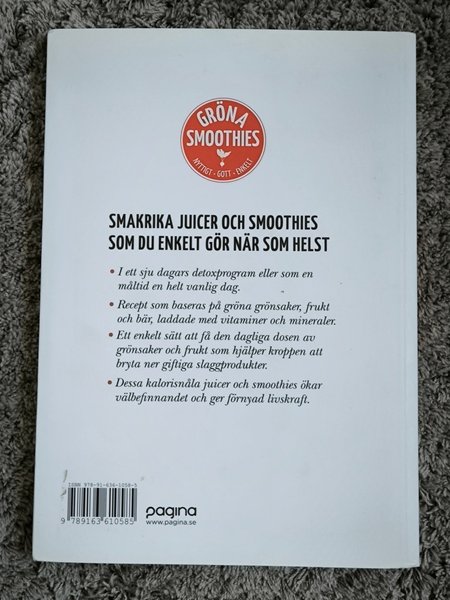 GRÖNA
SMOOTHIES
NYTTIGT · GOTT · ENKELT
SMAKRIKA JUICER OCH SMOOTHIES
SOM DU ENKELT GÖR NÄR SOM HELST
• I ett sju dagars detoxprogram eller som en
måltid en helt vanlig dag.
• Recept som baseras på gröna grönsaker, frukt
och bär, laddade med vitaminer och mineraler.
• Ett enkelt sätt att få den dagliga dosen av
grönsaker och frukt som hjälper kroppen att
bryta ner giftiga slaggprodukter.
• Dessa kalorisnåla juicer och smoothies ökar
välbefinnandet och ger förnyad livskraft.
ISBN 978-91-636-1058-5
9 789163 610585
pagina
www.pagina.se